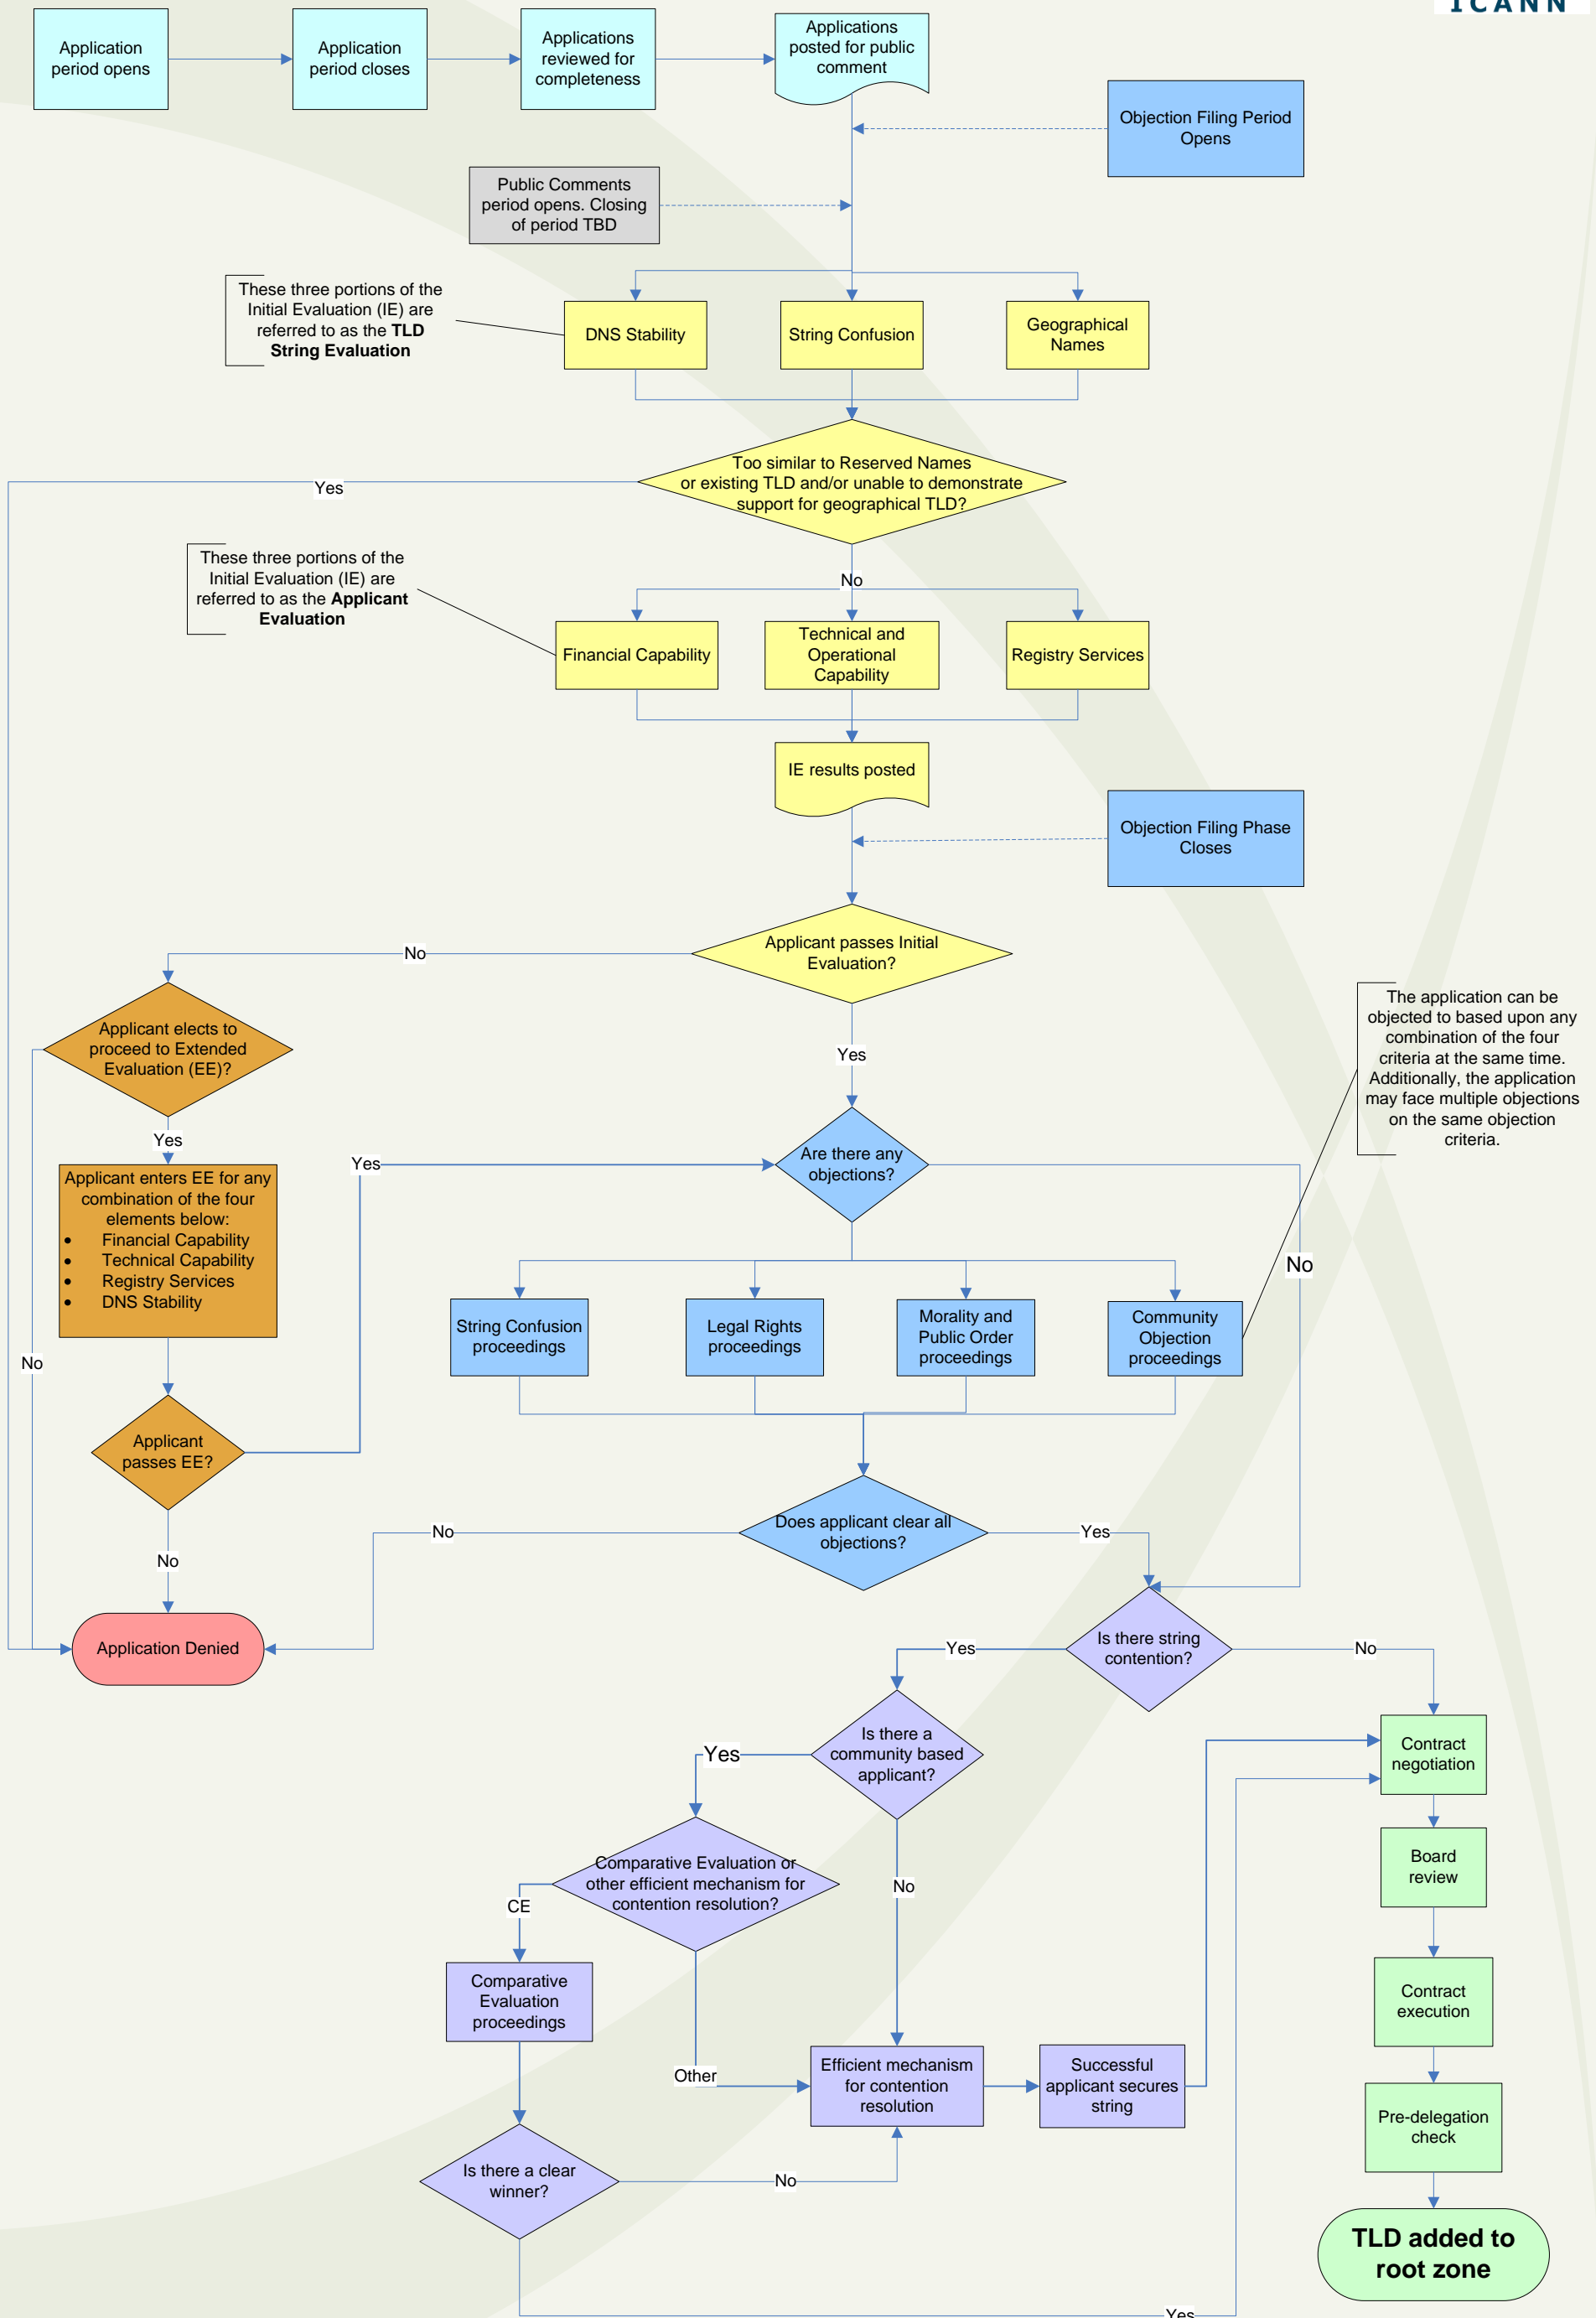 ICANN
Application
period opens
Application
period closes
Applications
reviewed for
completeness
Applications
posted for public
comment
Objection Filing Period
Opens
Public Comments
period opens. Closing
of period TBD
These three portions of the
Initial Evaluation (IE) are
referred to as the TLD
String Evaluation
DNS Stability
String Confusion
Geographical
Names
Too similar to Reserved Names
or existing TLD and/or unable to demonstrate
support for geographical TLD?
Yes
No
These three portions of the
Initial Evaluation (IE) are
referred to as the Applicant
Evaluation
Financial Capability
Technical and
Operational
Capability
Registry Services
IE results posted
Objection Filing Phase
Closes
Applicant passes Initial
Evaluation?
No
Yes
Applicant elects to
proceed to Extended
Evaluation (EE)?
The application can be
objected to based upon any
combination of the four
criteria at the same time.
Additionally, the application
may face multiple objections
on the same objection
criteria.
Yes
No
Applicant enters EE for any
combination of the four
elements below:
• Financial Capability
• Technical Capability
• Registry Services
• DNS Stability
Yes
Are there any
objections?
No
String Confusion
proceedings
Legal Rights
proceedings
Morality and
Public Order
proceedings
Community
Objection
proceedings
Applicant
passes EE?
No
Does applicant clear all
objections?
No
Yes
Application Denied
Is there string
contention?
Yes
No
Is there a
community based
applicant?
Yes
No
Contract
negotiation
Comparative Evaluation or
other efficient mechanism for
contention resolution?
CE
Other
Board
review
Comparative
Evaluation
proceedings
Contract
execution
Efficient mechanism
for contention
resolution
Successful
applicant secures
string
Pre-delegation
check
Is there a clear
winner?
No
Yes
TLD added to
root zone